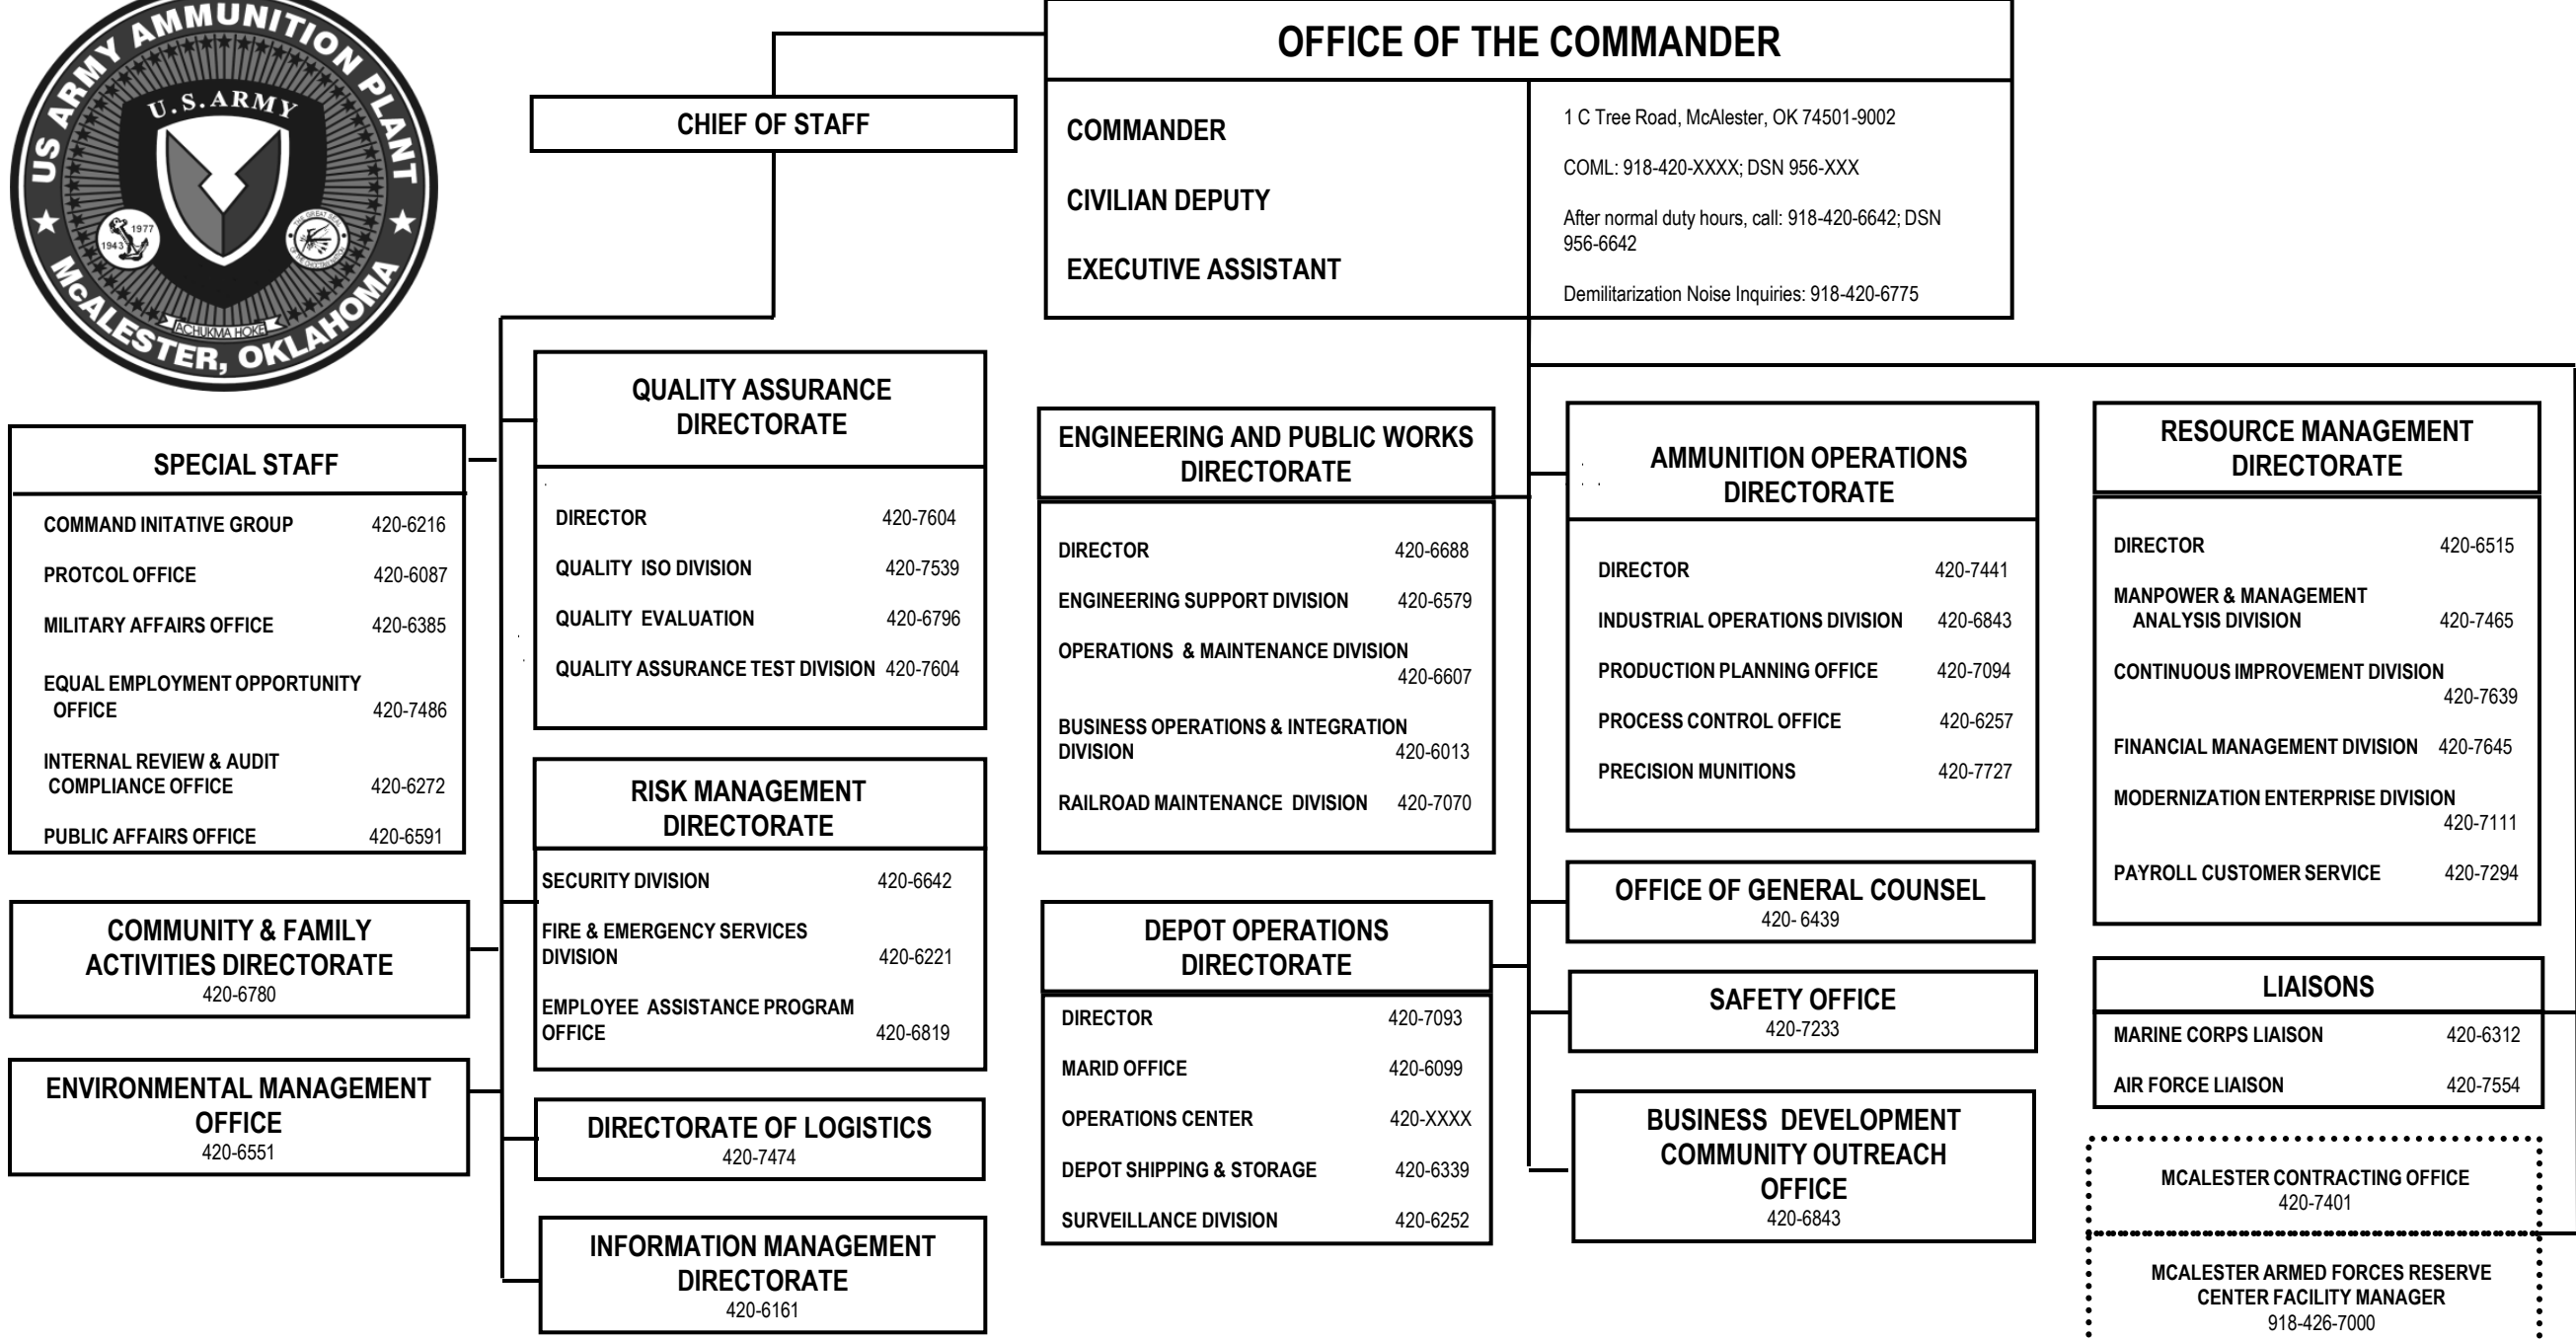 US ARMY AMMUNITION PLANT
McALESTER, OKLAHOMA
U.S. ARMY
1977
1943
ACHUKMA HOKE
OFFICE OF THE COMMANDER
COMMANDER
CIVILIAN DEPUTY
EXECUTIVE ASSISTANT
1 C Tree Road, McAlester, OK 74501-9002
COML: 918-420-XXXX; DSN 956-XXX
After normal duty hours, call: 918-420-6642; DSN
956-6642
Demilitarization Noise Inquiries: 918-420-6775
CHIEF OF STAFF
SPECIAL STAFF
COMMAND INITATIVE GROUP 420-6216
PROTCOL OFFICE 420-6087
MILITARY AFFAIRS OFFICE 420-6385
EQUAL EMPLOYMENT OPPORTUNITY
OFFICE 420-7486
INTERNAL REVIEW & AUDIT
COMPLIANCE OFFICE 420-6272
PUBLIC AFFAIRS OFFICE 420-6591
COMMUNITY & FAMILY
ACTIVITIES DIRECTORATE
420-6780
ENVIRONMENTAL MANAGEMENT
OFFICE
420-6551
QUALITY ASSURANCE
DIRECTORATE
DIRECTOR 420-7604
QUALITY ISO DIVISION 420-7539
QUALITY EVALUATION 420-6796
QUALITY ASSURANCE TEST DIVISION 420-7604
RISK MANAGEMENT
DIRECTORATE
SECURITY DIVISION 420-6642
FIRE & EMERGENCY SERVICES
DIVISION 420-6221
EMPLOYEE ASSISTANCE PROGRAM
OFFICE 420-6819
DIRECTORATE OF LOGISTICS
420-7474
INFORMATION MANAGEMENT
DIRECTORATE
420-6161
ENGINEERING AND PUBLIC WORKS
DIRECTORATE
DIRECTOR 420-6688
ENGINEERING SUPPORT DIVISION 420-6579
OPERATIONS & MAINTENANCE DIVISION
420-6607
BUSINESS OPERATIONS & INTEGRATION
DIVISION 420-6013
RAILROAD MAINTENANCE DIVISION 420-7070
DEPOT OPERATIONS
DIRECTORATE
DIRECTOR 420-7093
MARID OFFICE 420-6099
OPERATIONS CENTER 420-XXXX
DEPOT SHIPPING & STORAGE 420-6339
SURVEILLANCE DIVISION 420-6252
AMMUNITION OPERATIONS
DIRECTORATE
DIRECTOR 420-7441
INDUSTRIAL OPERATIONS DIVISION 420-6843
PRODUCTION PLANNING OFFICE 420-7094
PROCESS CONTROL OFFICE 420-6257
PRECISION MUNITIONS 420-7727
OFFICE OF GENERAL COUNSEL
420- 6439
SAFETY OFFICE
420-7233
BUSINESS DEVELOPMENT
COMMUNITY OUTREACH
OFFICE
420-6843
RESOURCE MANAGEMENT
DIRECTORATE
DIRECTOR 420-6515
MANPOWER & MANAGEMENT
ANALYSIS DIVISION 420-7465
CONTINUOUS IMPROVEMENT DIVISION
420-7639
FINANCIAL MANAGEMENT DIVISION 420-7645
MODERNIZATION ENTERPRISE DIVISION
420-7111
PAYROLL CUSTOMER SERVICE 420-7294
LIAISONS
MARINE CORPS LIAISON 420-6312
AIR FORCE LIAISON 420-7554
MCALESTER CONTRACTING OFFICE
420-7401
MCALESTER ARMED FORCES RESERVE
CENTER FACILITY MANAGER
918-426-7000